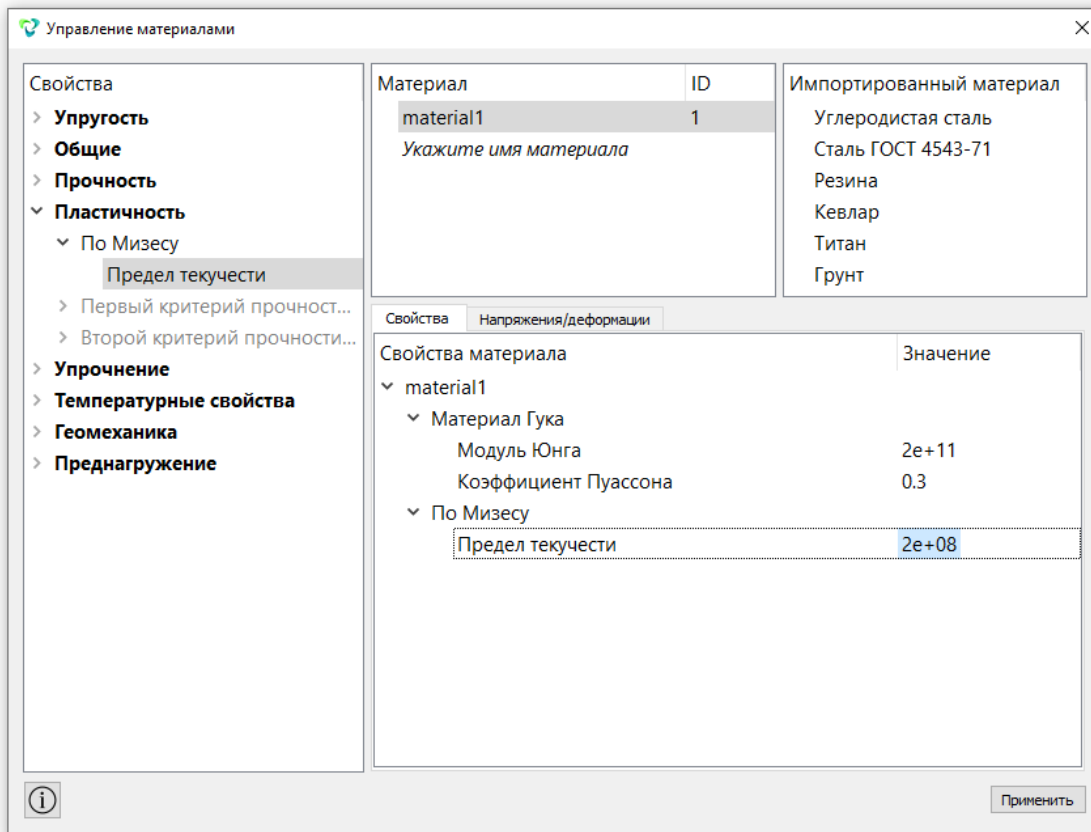 Управление материалами
Свойства
Упругость
Общие
Прочность
Пластичность
По Мизесу
Предел текучести
Первый критерий прочност...
Второй критерий прочности...
Упрочнение
Температурные свойства
Геомеханика
Преднагружение
Материал ID
material1 1
Укажите имя материала
Импортированный материал
Углеродистая сталь
Сталь ГОСТ 4543-71
Резина
Кевлар
Титан
Грунт
Свойства Напряжения/деформации
Свойства материала Значение
material1
Материал Гука
Модуль Юнга 2e+11
Коэффициент Пуассона 0.3
По Мизесу
Предел текучести 2e+08
Применить